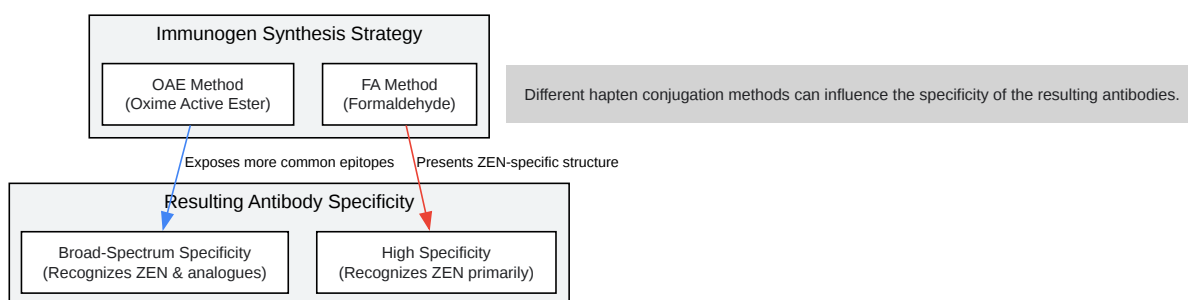 Immunogen Synthesis Strategy
OAE Method
(Oxime Active Ester)
FA Method
(Formaldehyde)
Different hapten conjugation methods can influence the specificity of the resulting antibodies.
Exposes more common epitopes
Presents ZEN-specific structure
Resulting Antibody Specificity
Broad-Spectrum Specificity
(Recognizes ZEN & analogues)
High Specificity
(Recognizes ZEN primarily)